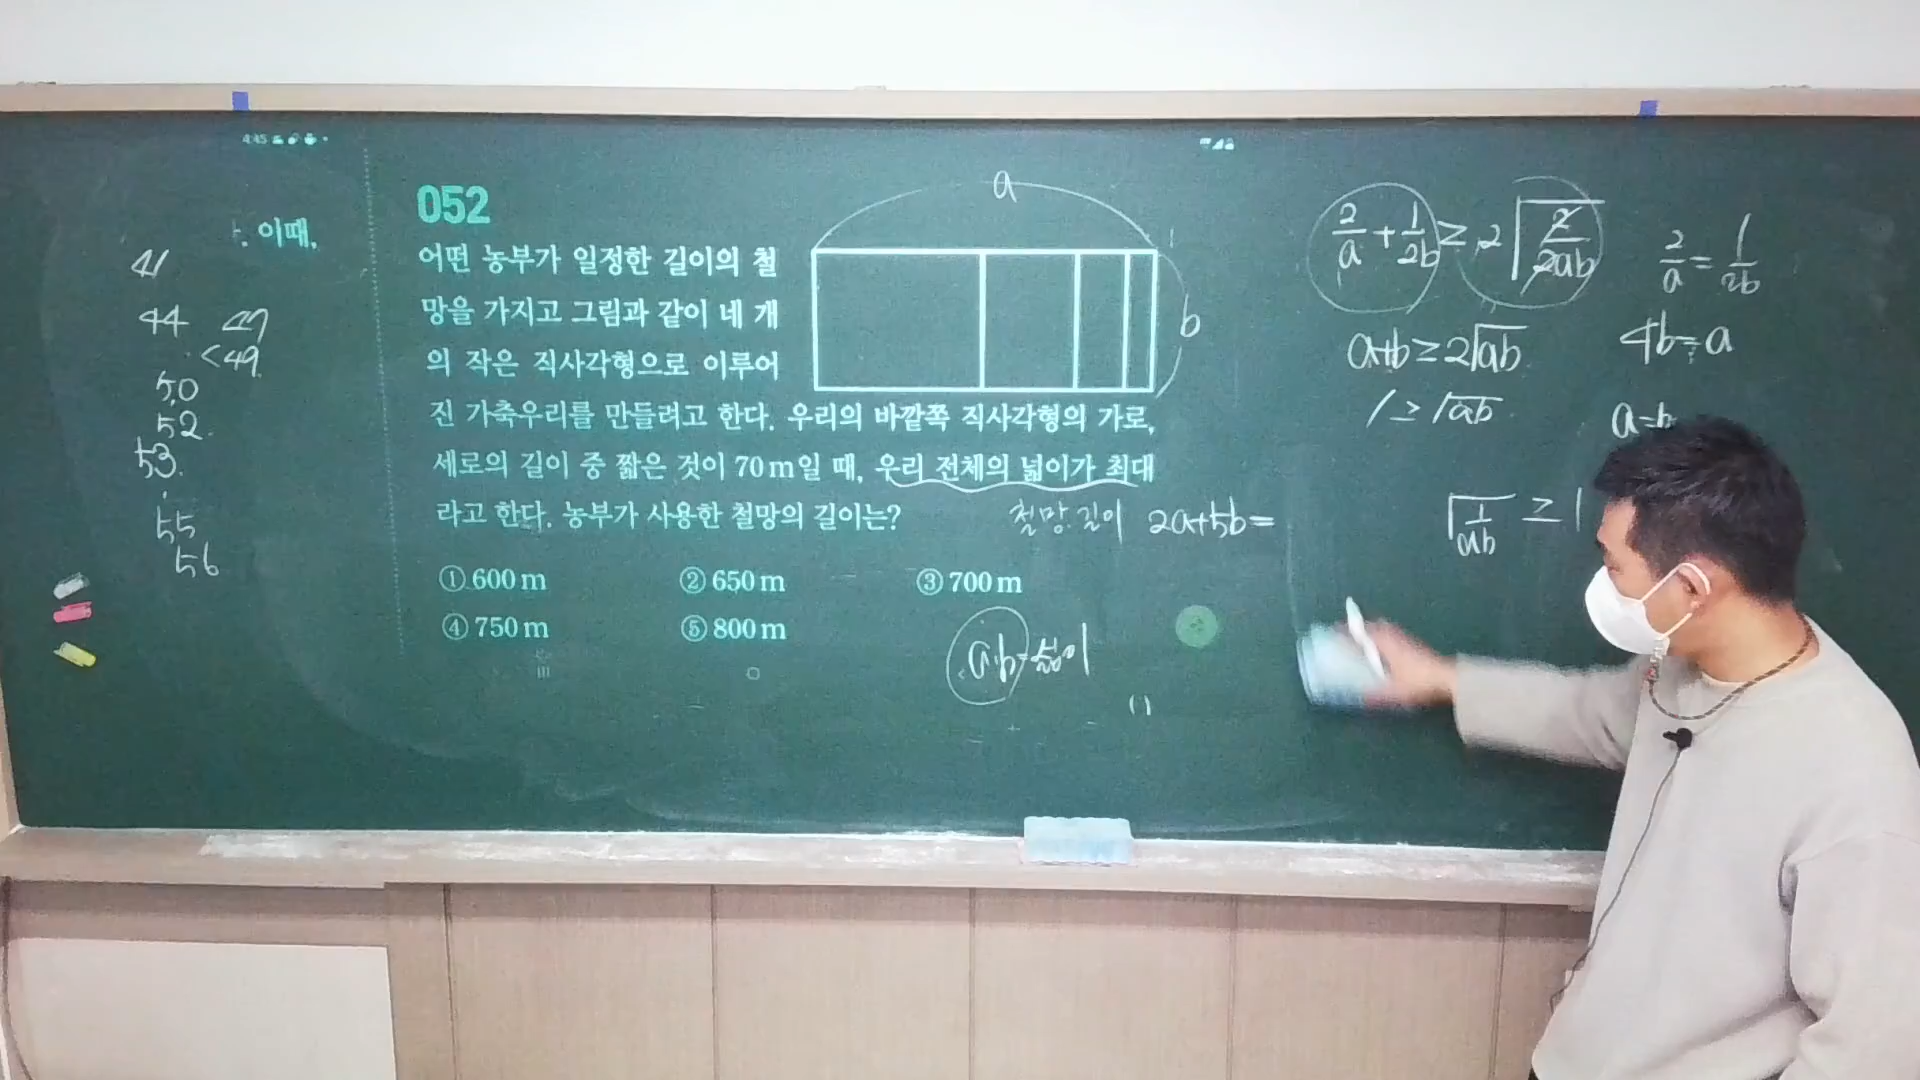 4:45
. 이때,
41
44 47
<49.
50
52.
53.
55
56
052
어떤 농부가 일정한 길이의 철
망을 가지고 그림과 같이 네 개
의 작은 직사각형으로 이루어
진 가축우리를 만들려고 한다. 우리의 바깥쪽 직사각형의 가로,
세로의 길이 중 짧은 것이 70 m일 때, 우리 전체의 넓이가 최대
라고 한다. 농부가 사용한 철망의 길이는?
① 600 m ② 650 m ③ 700 m
④ 750 m ⑤ 800 m
a
b
철망 길이 2a+5b=
a·b=넓이
2/a + 1/2b ≥ 2√(2/2ab)
a+b ≥ 2√ab
1 ≥ √ab
2/a = 1/2b
4b=a
a=b
√(1/ab) ≥ 1